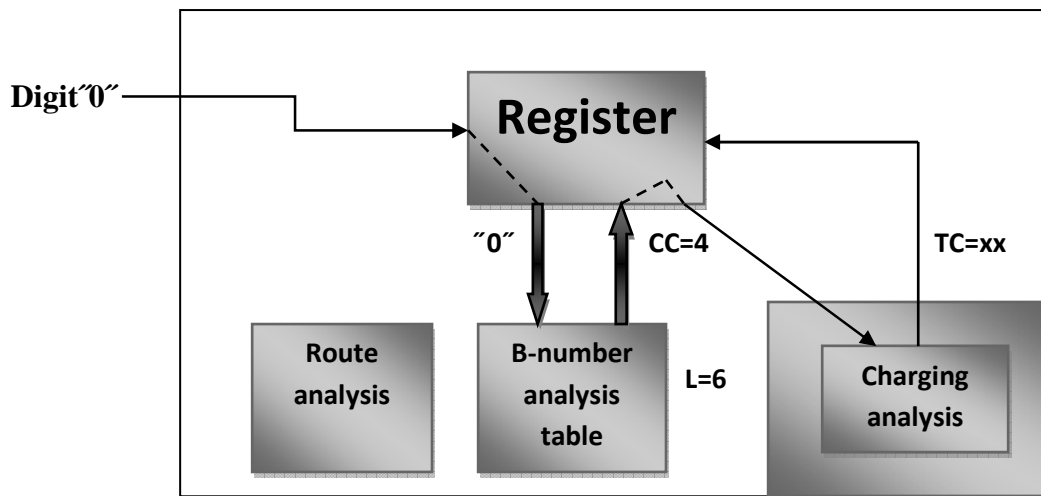 Digit˝0˝
Register
˝0˝
CC=4
TC=xx
Route
analysis
B-number
analysis
table
L=6
Charging
analysis